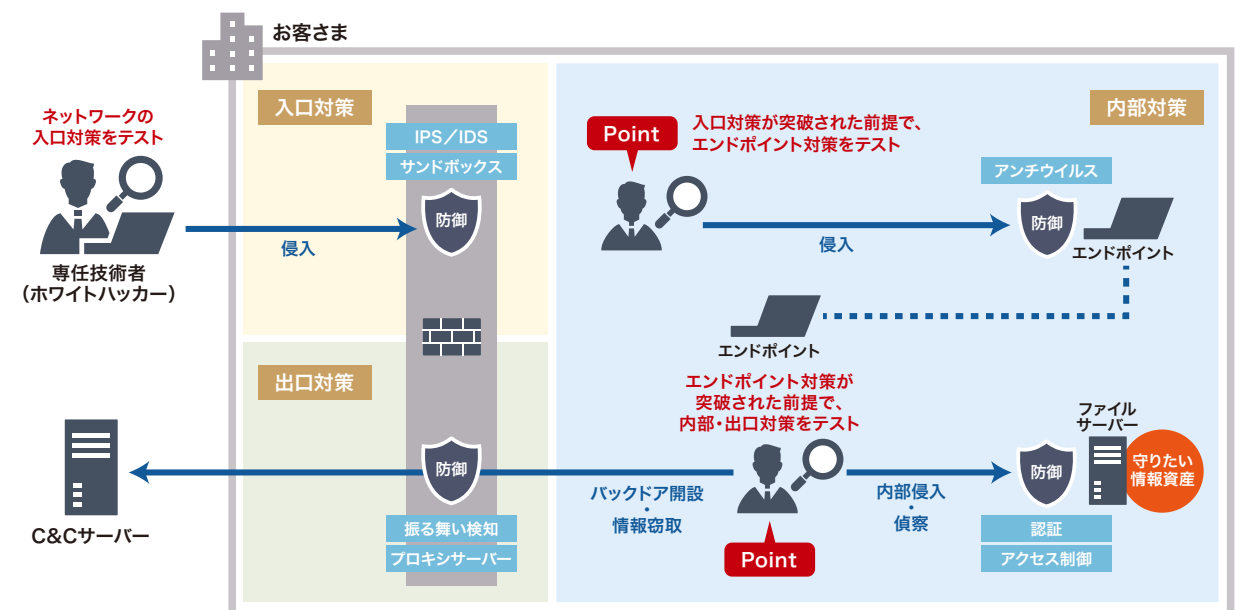 お客さま
ネットワークの
入口対策をテスト
専任技術者
（ホワイトハッカー）
入口対策
IPS／IDS
サンドボックス
防御
侵入
内部対策
Point
入口対策が突破された前提で、
エンドポイント対策をテスト
侵入
アンチウイルス
防御
エンドポイント
エンドポイント
出口対策
エンドポイント対策が
突破された前提で、
内部・出口対策をテスト
C&Cサーバー
防御
振る舞い検知
プロキシサーバー
バックドア開設
・
情報窃取
Point
内部侵入
・
偵察
ファイル
サーバー
防御
守りたい
情報資産
認証
アクセス制御